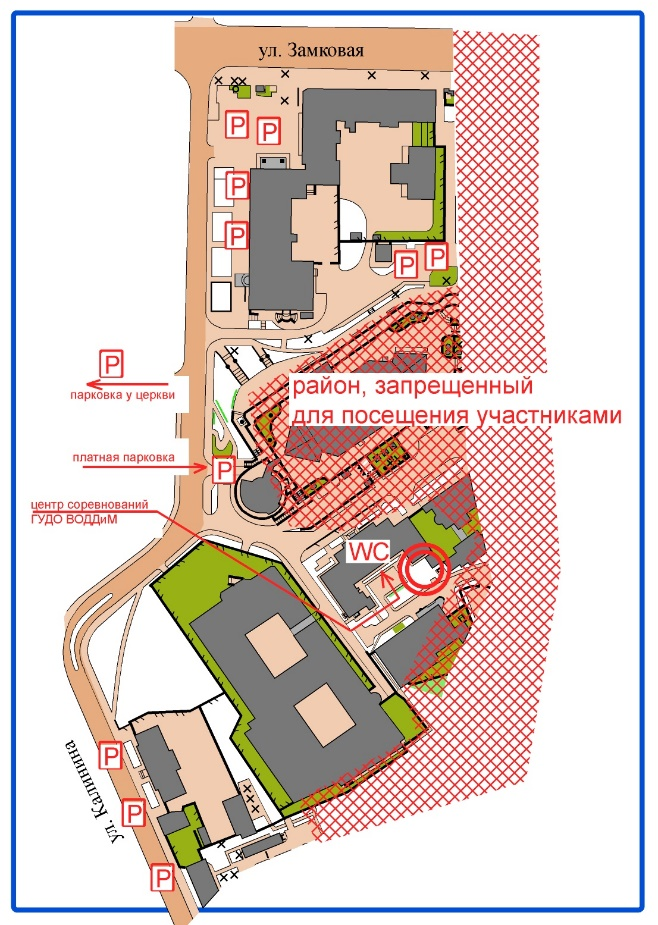 ул. Замковая
P
P
P
P
P
P
P
парковка у церкви
район, запрещенный
для посещения участниками
платная парковка
P
центр соревнований
ГУДО ВОДДиМ
WC
ул. Калинина
P
P
P